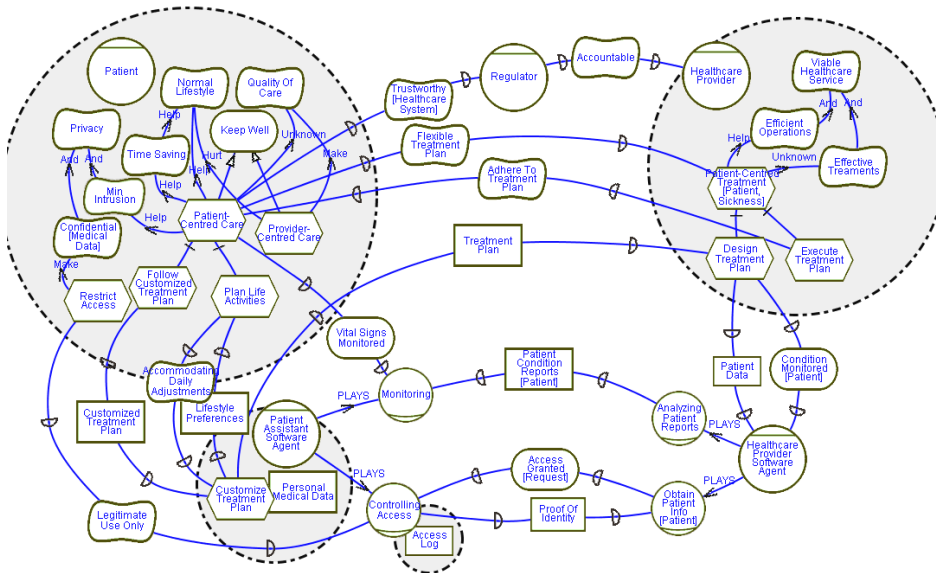 Patient
Normal
Lifestyle
Quality Of
Care
Privacy
Help
Keep Well
Unknown
Time Saving
Hurt
Help
Make
And
And
Min
Intrusion
Help
Help
Confidential
[Medical
Data]
Patient-
Centred Care
Provider-
Centred Care
Make
Restrict
Access
Follow
Customized
Treatment
Plan
Plan Life
Activities
Trustworthy
[Healthcare
System]
Regulator
Accountable
Healthcare
Provider
Flexible
Treatment
Plan
Adhere To
Treatment
Plan
Treatment
Plan
Viable
Healthcare
Service
And
And
Efficient
Operations
Help
Unknown
Effective
Treaments
Patient-Centred
Treatment
[Patient,
Sickness]
Design
Treatment
Plan
Execute
Treatment
Plan
Vital Signs
Monitored
Accommodating
Daily
Adjustments
Lifestyle
Preferences
Customized
Treatment
Plan
Patient
Assistant
Software
Agent
PLAYS
Monitoring
Patient
Condition
Reports
[Patient]
Patient
Data
Condition
Monitored
[Patient]
Analyzing
Patient
Reports
PLAYS
Healthcare
Provider
Software
Agent
PLAYS
PLAYS
Customize
Treatment
Plan
Personal
Medical Data
Controlling
Access
Access
Granted
[Request]
Proof Of
Identity
Obtain
Patient
Info
[Patient]
Legitimate
Use Only
Access
Log